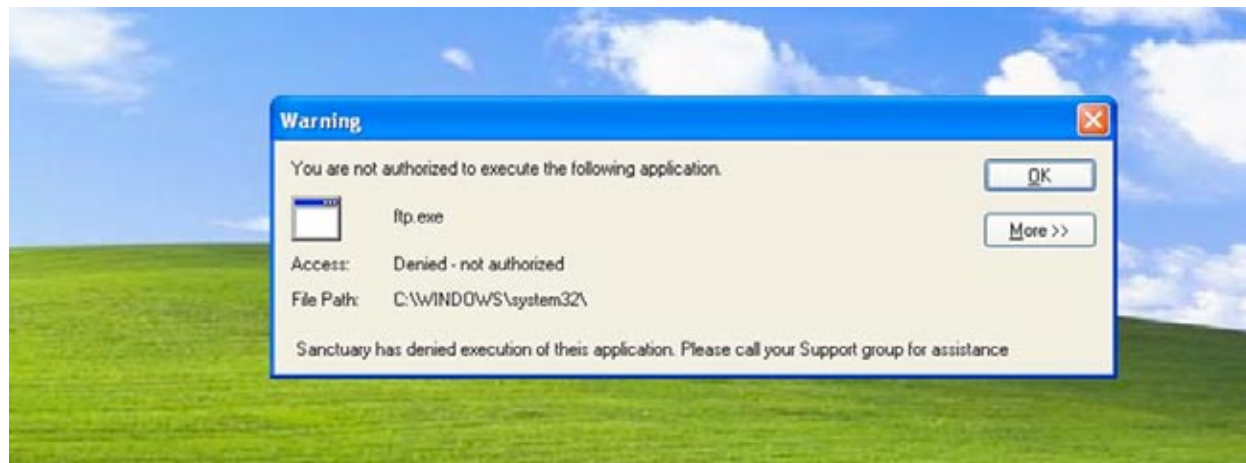 Warning
You are not authorized to execute the following application.
OK
ftp.exe
More >>
Access: Denied - not authorized
File Path: C:\WINDOWS\system32\
Sanctuary has denied execution of theis application. Please call your Support group for assistance